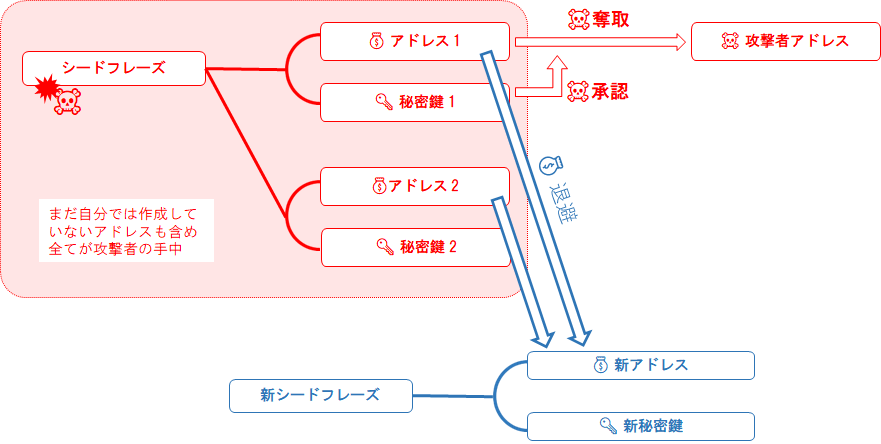 シードフレーズ
アドレス1
秘密鍵1
奪取
承認
攻撃者アドレス
アドレス2
秘密鍵2
まだ自分では作成して
いないアドレスも含め
全てが攻撃者の手中
退避
新シードフレーズ
新アドレス
新秘密鍵